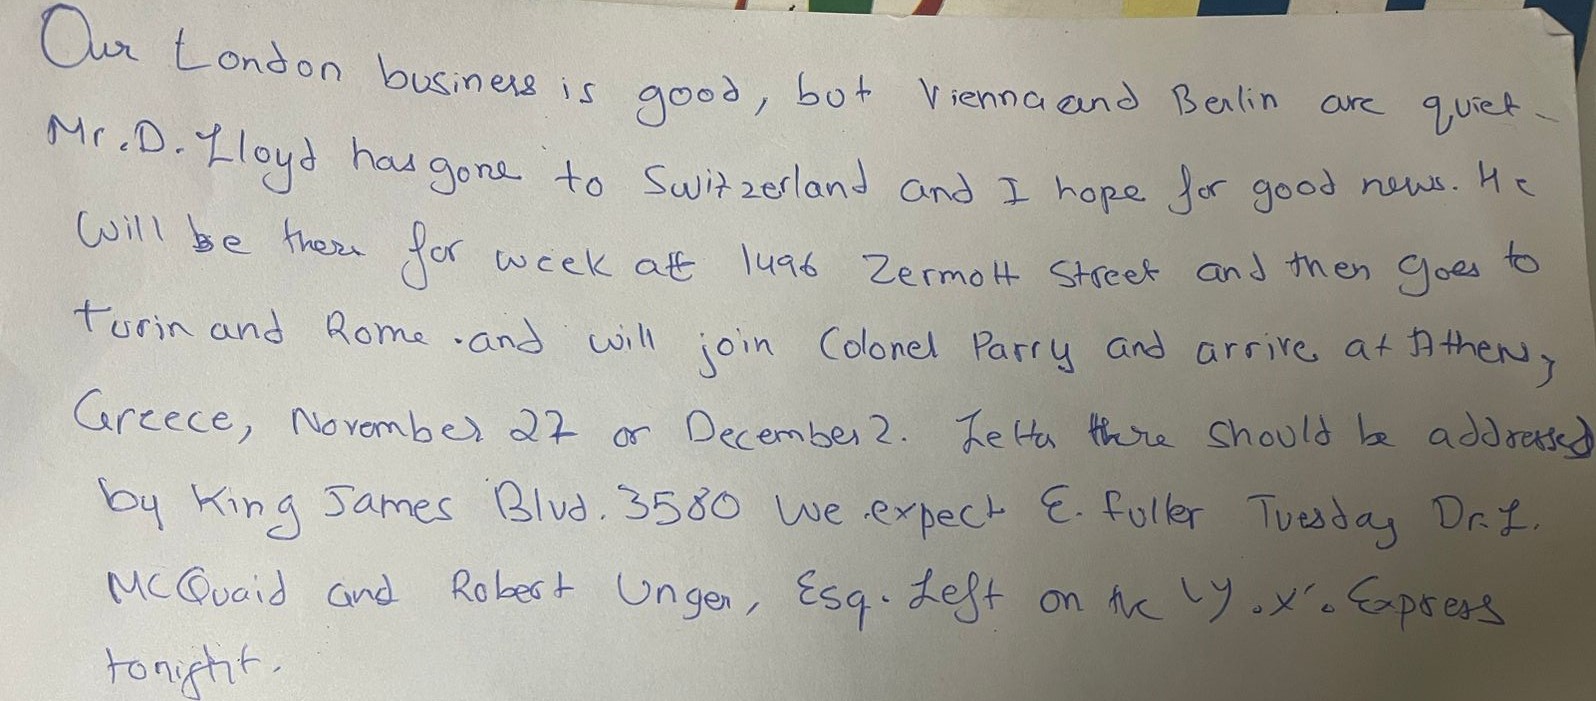 Our London business is good, but Vienna and Berlin are quiet.
Mr. D. Lloyd has gone to Switzerland and I hope for good news. He
will be there for week att 1496 Zermott Street and then goes to
turin and Rome .and will join Colonel Parry and arrive at Athens,
Greece, November 27 or December 2. Letta there should be addressed
by King James Blvd. 3580 We expect E. fuller Tuesday Dr. L.
McQuaid and Robert Unger, Esq. Left on the Y.X. Express
tonight.